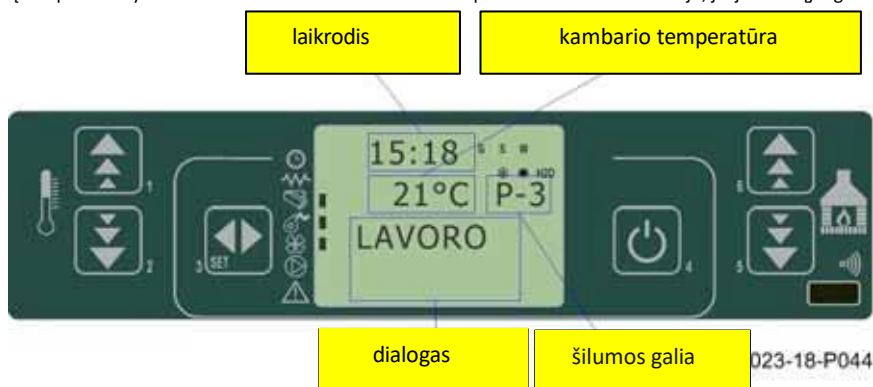 laikrodis kambario temperatūra
15:18 G S W
21°C P-3
LAVORO
1
2
3 SET
4
6
5
dialogas šilumos galia
023-18-P044